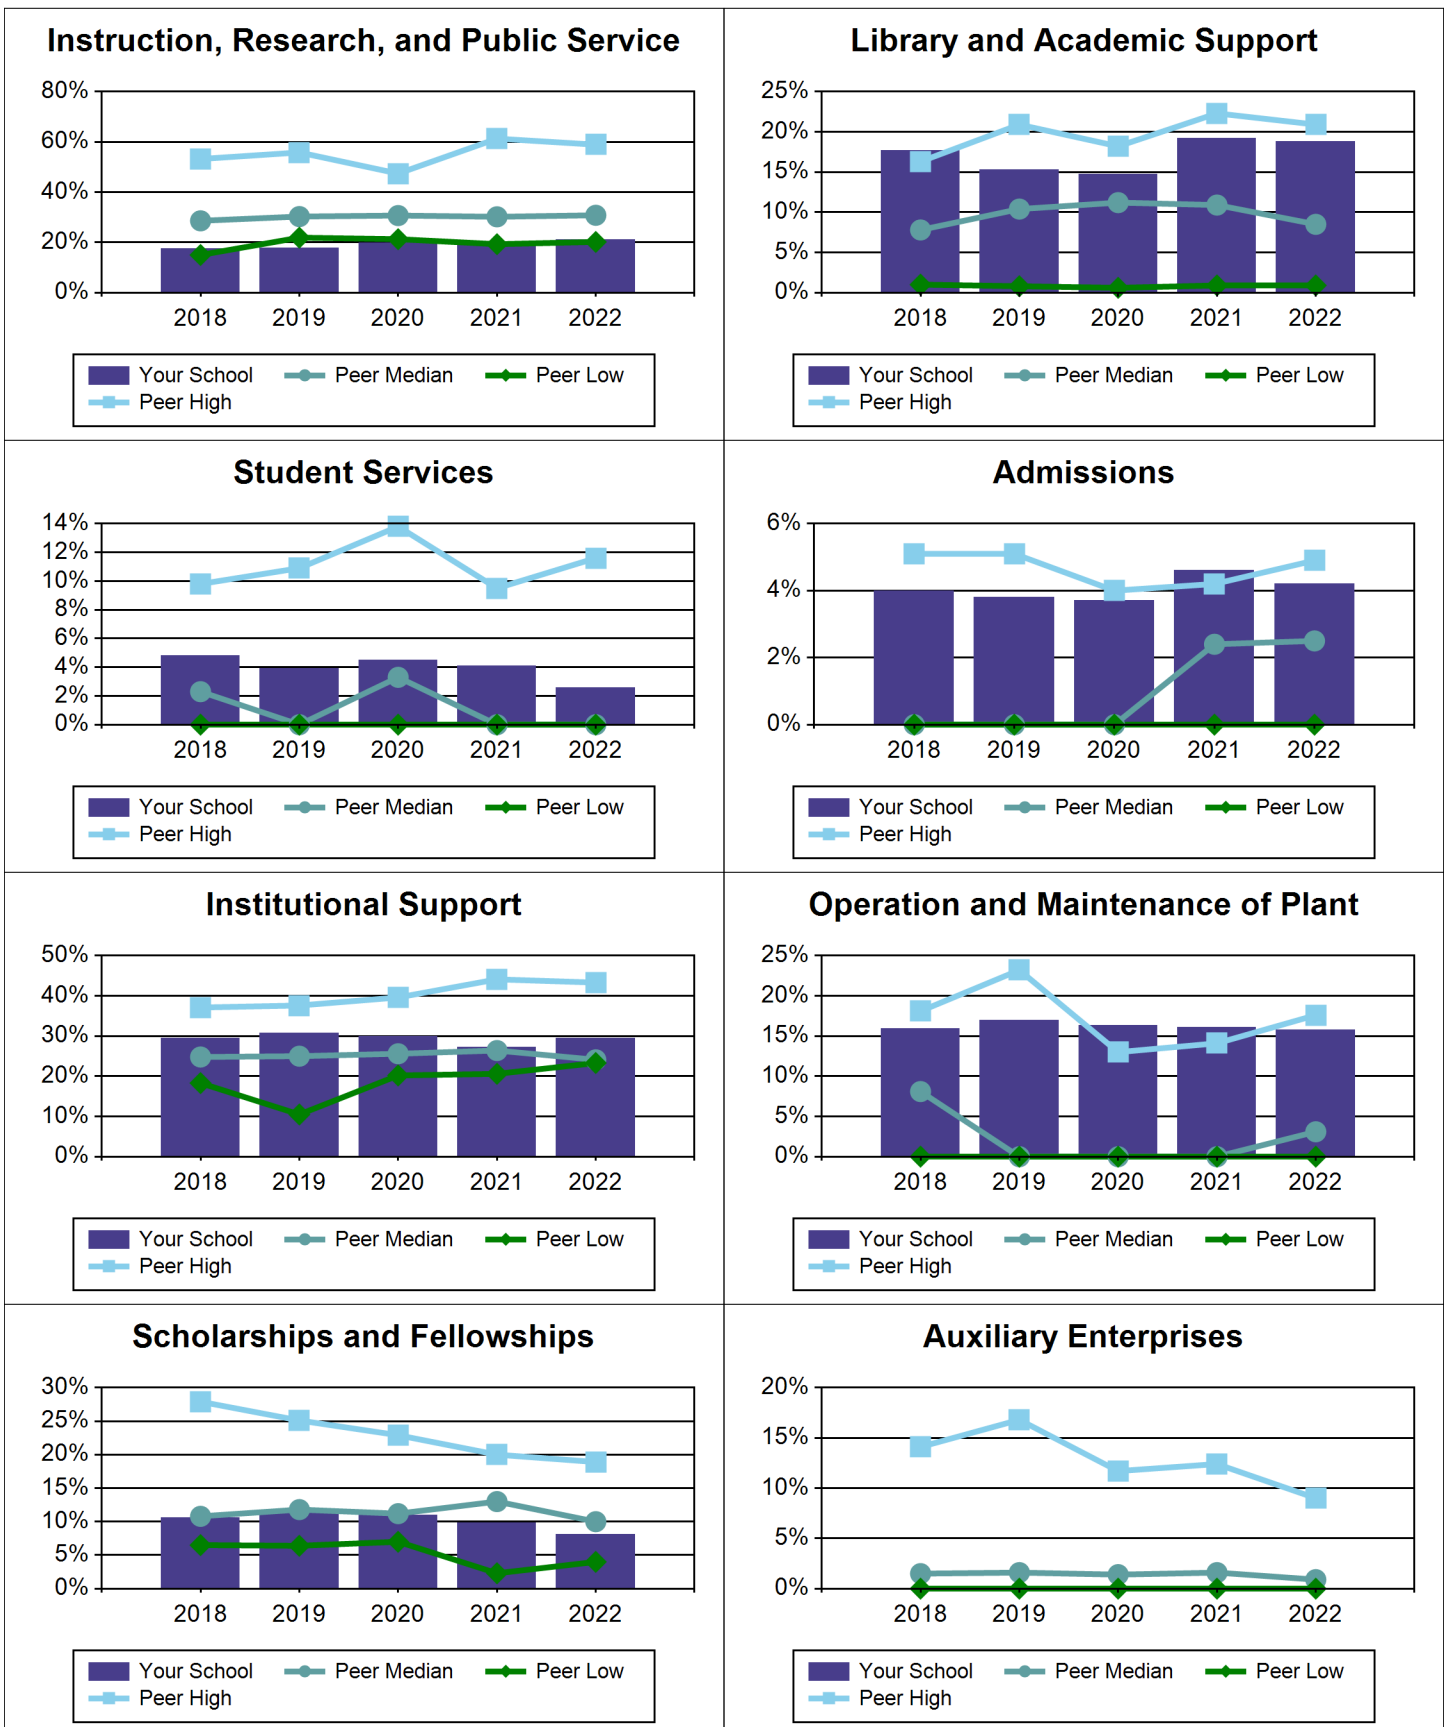 Instruction, Research, and Public Service
80%
60%
40%
20%
0%
2018 2019 2020 2021 2022
Your School Peer Median Peer Low
Peer High
Library and Academic Support
25%
20%
15%
10%
5%
0%
2018 2019 2020 2021 2022
Your School Peer Median Peer Low
Peer High
Student Services
14%
12%
10%
8%
6%
4%
2%
0%
2018 2019 2020 2021 2022
Your School Peer Median Peer Low
Peer High
Admissions
6%
4%
2%
0%
2018 2019 2020 2021 2022
Your School Peer Median Peer Low
Peer High
Institutional Support
50%
40%
30%
20%
10%
0%
2018 2019 2020 2021 2022
Your School Peer Median Peer Low
Peer High
Operation and Maintenance of Plant
25%
20%
15%
10%
5%
0%
2018 2019 2020 2021 2022
Your School Peer Median Peer Low
Peer High
Scholarships and Fellowships
30%
25%
20%
15%
10%
5%
0%
2018 2019 2020 2021 2022
Your School Peer Median Peer Low
Peer High
Auxiliary Enterprises
20%
15%
10%
5%
0%
2018 2019 2020 2021 2022
Your School Peer Median Peer Low
Peer High